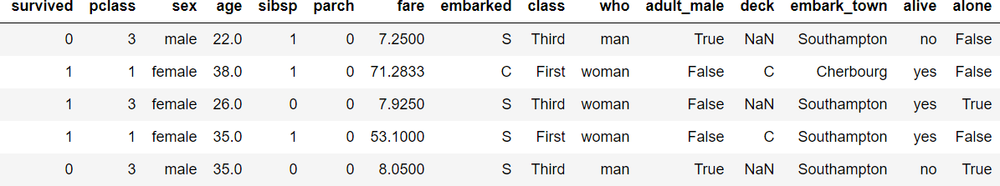 survived pclass sex age sibsp parch fare embarked class who adult_male deck embark_town alive alone
0 3 male 22.0 1 0 7.2500 S Third man True NaN Southampton no False
1 1 female 38.0 1 0 71.2833 C First woman False C Cherbourg yes False
1 3 female 26.0 0 0 7.9250 S Third woman False NaN Southampton yes True
1 1 female 35.0 1 0 53.1000 S First woman False C Southampton yes False
0 3 male 35.0 0 0 8.0500 S Third man True NaN Southampton no True